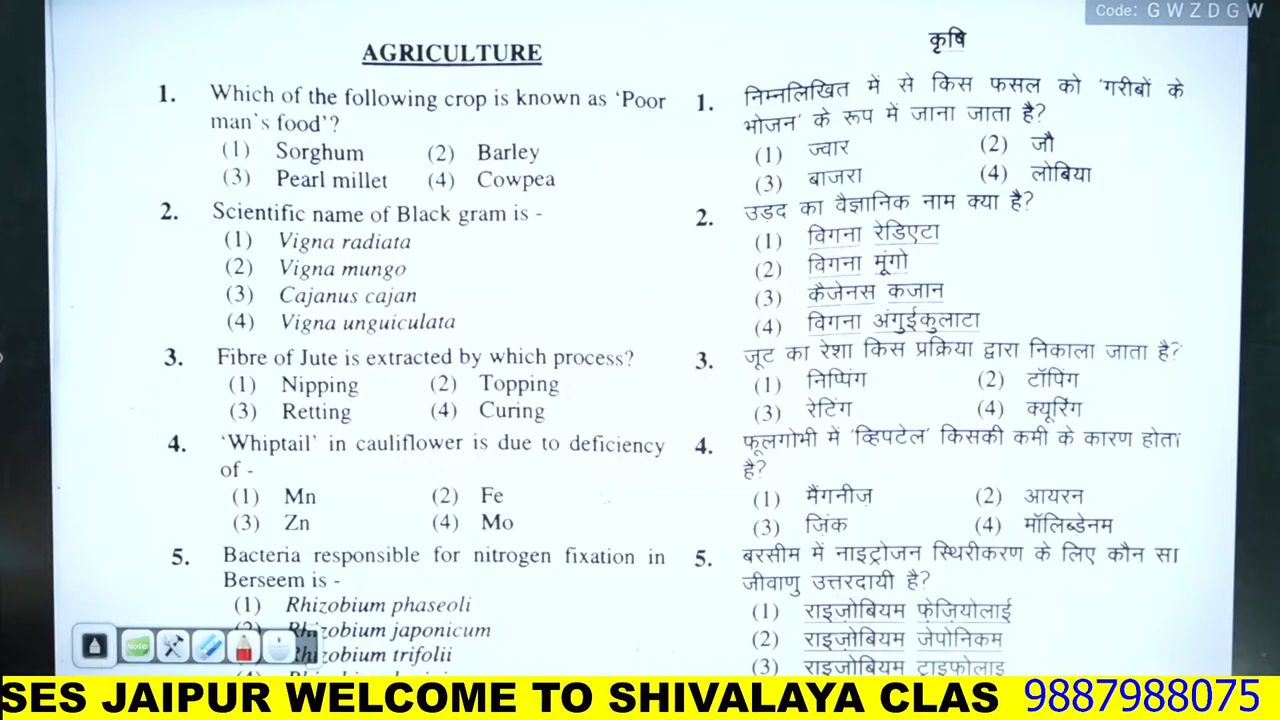 Code: G W Z D G W
AGRICULTURE
1. Which of the following crop is known as ‘Poor
man’s food’?
(1) Sorghum (2) Barley
(3) Pearl millet (4) Cowpea
2. Scientific name of Black gram is -
(1) Vigna radiata
(2) Vigna mungo
(3) Cajanus cajan
(4) Vigna unguiculata
3. Fibre of Jute is extracted by which process?
(1) Nipping (2) Topping
(3) Retting (4) Curing
4. ‘Whiptail’ in cauliflower is due to deficiency
of -
(1) Mn (2) Fe
(3) Zn (4) Mo
5. Bacteria responsible for nitrogen fixation in
Berseem is -
(1) Rhizobium phaseoli
Rhizobium japonicum
Rhizobium trifolii
कृषि
1. निम्नलिखित में से किस फसल को ‘गरीबों के
भोजन’ के रूप में जाना जाता है?
(1) ज्वार (2) जौ
(3) बाजरा (4) लोबिया
2. उड़द का वैज्ञानिक नाम क्या है?
(1) विगना रेडिएटा
(2) विगना मूंगो
(3) कैजेनस कजान
(4) विगना अंगुईकुलाटा
3. जूट का रेशा किस प्रक्रिया द्वारा निकाला जाता है?
(1) निप्पिंग (2) टॉपिंग
(3) रेटिंग (4) क्यूरिंग
4. फूलगोभी में ‘व्हिपटेल’ किसकी कमी के कारण होता
है?
(1) मैंगनीज़ (2) आयरन
(3) ज़िंक (4) मॉलिब्डेनम
5. बरसीम में नाइट्रोजन स्थिरीकरण के लिए कौन सा
जीवाणु उत्तरदायी है?
(1) राइज़ोबियम फ़ेज़ियोलाई
(2) राइज़ोबियम जेपोनिकम
(3) राइज़ोबियम ट्राइफोलाइ
Note
SES JAIPUR WELCOME TO SHIVALAYA CLAS 9887988075